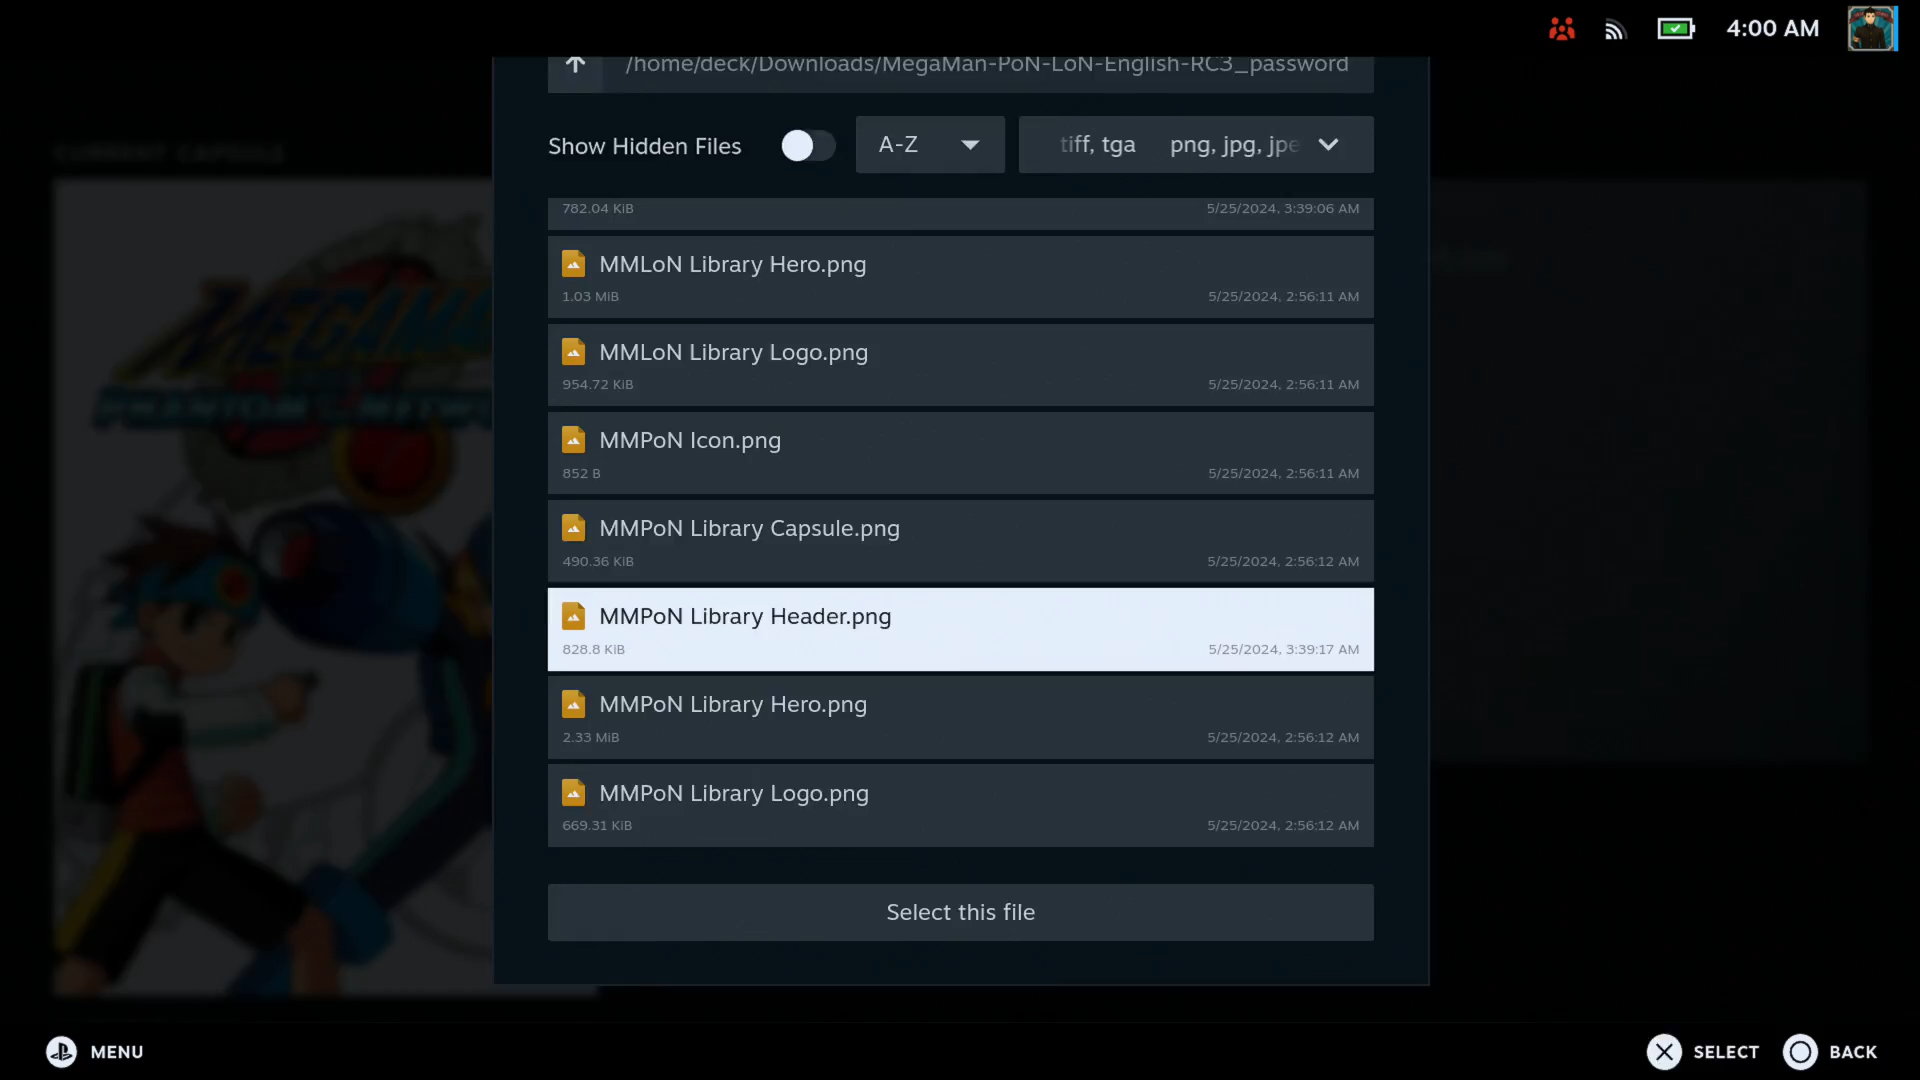 4:00 AM
/home/deck/Downloads/MegaMan-PoN-LoN-English-RC3_password
Show Hidden Files
A-Z
tiff, tga png, jpg, jpe
CURRENT CAPSULE
782.04 KiB 5/25/2024, 3:39:06 AM
MMLoN Library Hero.png
1.03 MiB 5/25/2024, 2:56:11 AM
MMLoN Library Logo.png
954.72 KiB 5/25/2024, 2:56:11 AM
MMPoN Icon.png
852 B 5/25/2024, 2:56:11 AM
MMPoN Library Capsule.png
490.36 KiB 5/25/2024, 2:56:12 AM
MMPoN Library Header.png
828.8 KiB 5/25/2024, 3:39:17 AM
MMPoN Library Hero.png
2.33 MiB 5/25/2024, 2:56:12 AM
MMPoN Library Logo.png
669.31 KiB 5/25/2024, 2:56:12 AM
Select this file
MENU
SELECT
BACK